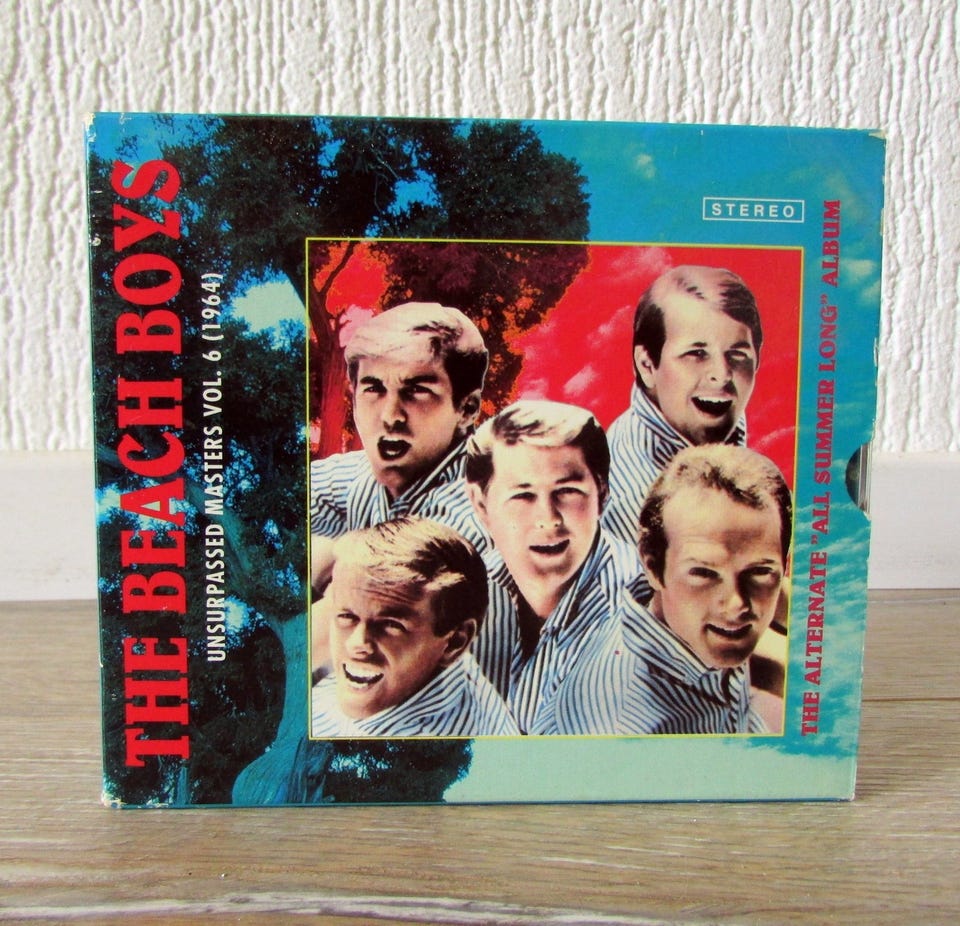 THE BEACH BOYS
UNSURPASSED MASTERS VOL. 6 (1964)
STEREO
THE ALTERNATE "ALL SUMMER LONG" ALBUM